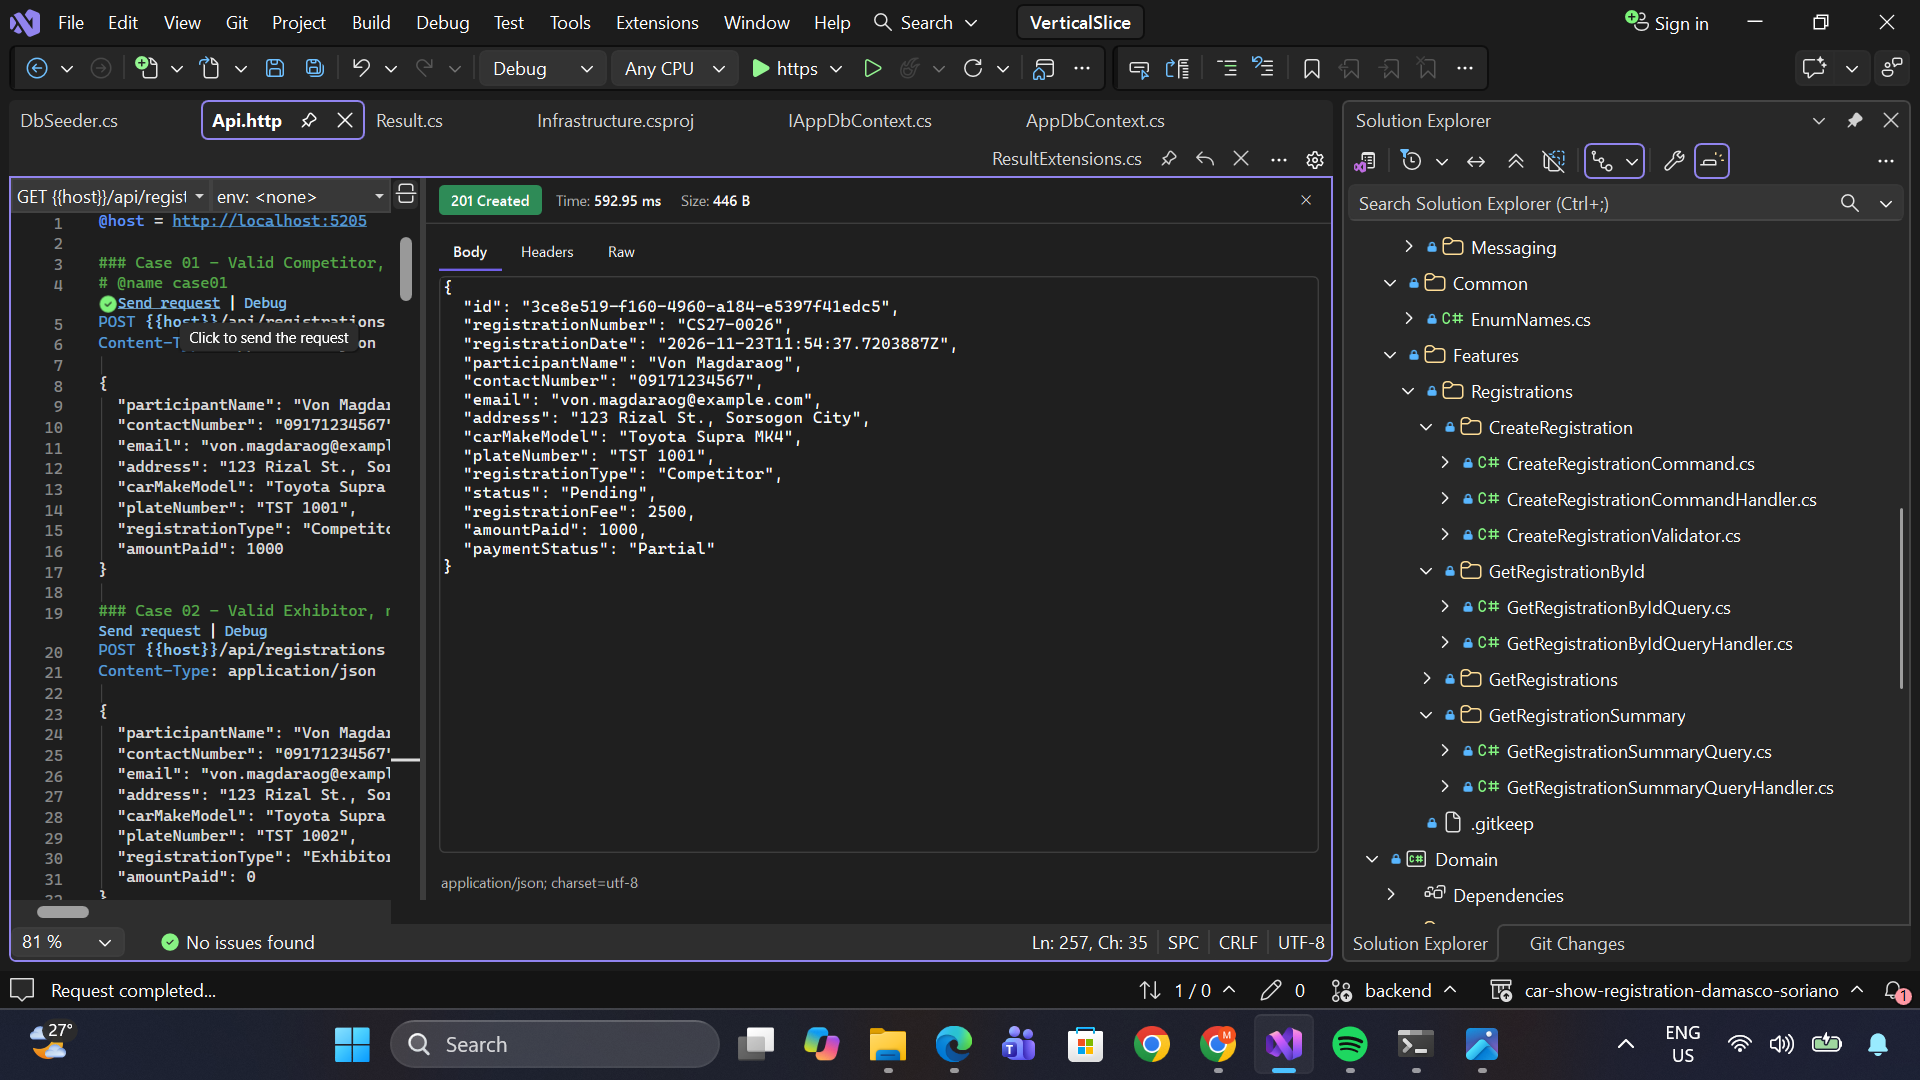 File Edit View Git Project Build Debug Test Tools Extensions Window Help Search VerticalSlice Sign in
Debug Any CPU https
DbSeeder.cs Api.http Result.cs Infrastructure.csproj IAppDbContext.cs AppDbContext.cs
ResultExtensions.cs
GET {{host}}/api/regist env: <none>
1 @host = http://localhost:5205
2
3 ### Case 01 - Valid Competitor,
4 # @name case01
Send request | Debug
5 POST {{host}}/api/registrations
Click to send the request
6 Content-T on
7
8 {
9 "participantName": "Von Magdar
10 "contactNumber": "09171234567"
11 "email": "von.magdaraog@exampl
12 "address": "123 Rizal St., Sor
13 "carMakeModel": "Toyota Supra
14 "plateNumber": "TST 1001",
15 "registrationType": "Competito
16 "amountPaid": 1000
17 }
18
19 ### Case 02 - Valid Exhibitor, n
Send request | Debug
20 POST {{host}}/api/registrations
21 Content-Type: application/json
22
23 {
24 "participantName": "Von Magdar
25 "contactNumber": "09171234567"
26 "email": "von.magdaraog@exampl
27 "address": "123 Rizal St., Sor
28 "carMakeModel": "Toyota Supra
29 "plateNumber": "TST 1002",
30 "registrationType": "Exhibitor
31 "amountPaid": 0
32 }
81 % No issues found Ln: 257, Ch: 35 SPC CRLF UTF-8
201 Created Time: 592.95 ms Size: 446 B
Body Headers Raw
{
"id": "3ce8e519-f160-4960-a184-e5397f41edc5",
"registrationNumber": "CS27-0026",
"registrationDate": "2026-11-23T11:54:37.7203887Z",
"participantName": "Von Magdaraog",
"contactNumber": "09171234567",
"email": "von.magdaraog@example.com",
"address": "123 Rizal St., Sorsogon City",
"carMakeModel": "Toyota Supra MK4",
"plateNumber": "TST 1001",
"registrationType": "Competitor",
"status": "Pending",
"registrationFee": 2500,
"amountPaid": 1000,
"paymentStatus": "Partial"
}
application/json; charset=utf-8
Solution Explorer
Search Solution Explorer (Ctrl+;)
Messaging
Common
C# EnumNames.cs
Features
Registrations
CreateRegistration
C# CreateRegistrationCommand.cs
C# CreateRegistrationCommandHandler.cs
C# CreateRegistrationValidator.cs
GetRegistrationById
C# GetRegistrationByIdQuery.cs
C# GetRegistrationByIdQueryHandler.cs
GetRegistrations
GetRegistrationSummary
C# GetRegistrationSummaryQuery.cs
C# GetRegistrationSummaryQueryHandler.cs
.gitkeep
C# Domain
Dependencies
Solution Explorer Git Changes
Request completed... 1 / 0 0 backend car-show-registration-damasco-soriano 1
27° Search M ENG
US